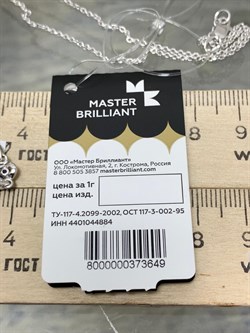 MASTER
BRILLIANT
ООО «Мастер Бриллиант»
Ул. Локомотивная, 2, г. Кострома, Россия
8 800 505 3857 masterbrilliant.com
цена за 1г
цена изд.
ТУ-117-4.2099-2002, ОСТ 117-3-002-95
ИНН 4401044884
8000000373649
ГОСТ